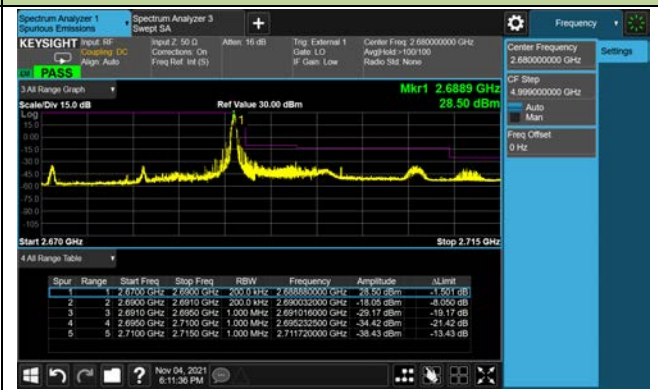 Spectrum Analyzer 1
Spurious Emissions
Spectrum Analyzer 3
Swept SA
+
Frequency
KEYSIGHT
Input: RF
Coupling: DC
Align: Auto
Input Z: 50 Ω
Corrections: On
Freq Ref: Int (S)
Atten: 16 dB
Trig: External 1
Gate: LO
IF Gain: Low
Center Freq: 2.680000000 GHz
Avg|Hold:>100/100
Radio Std: None
PASS
Center Frequency
2.680000000 GHz
Settings
CF Step
4.999000000 GHz
Auto
Man
Freq Offset
0 Hz
3 All Range Graph
Mkr1 2.6889 GHz
Scale/Div 15.0 dB
Ref Value 30.00 dBm
28.50 dBm
Log
15.0
0.00
-15.0
-30.0
-45.0
-60.0
-75.0
-90.0
-105
1
Start 2.670 GHz
Stop 2.715 GHz
4 All Range Table
Spur Range Start Freq Stop Freq RBW Frequency Amplitude ΔLimit
1 1 2.6700 GHz 2.6900 GHz 200.0 kHz 2.688880000 GHz 28.50 dBm -1.501 dB
2 2 2.6900 GHz 2.6910 GHz 200.0 kHz 2.690032000 GHz -18.05 dBm -8.050 dB
3 3 2.6910 GHz 2.6950 GHz 1.000 MHz 2.691016000 GHz -29.17 dBm -19.17 dB
4 4 2.6950 GHz 2.7100 GHz 1.000 MHz 2.695232500 GHz -34.42 dBm -21.42 dB
5 5 2.7100 GHz 2.7150 GHz 1.000 MHz 2.711720000 GHz -38.43 dBm -13.43 dB
?
Nov 04, 2021
6:11:36 PM